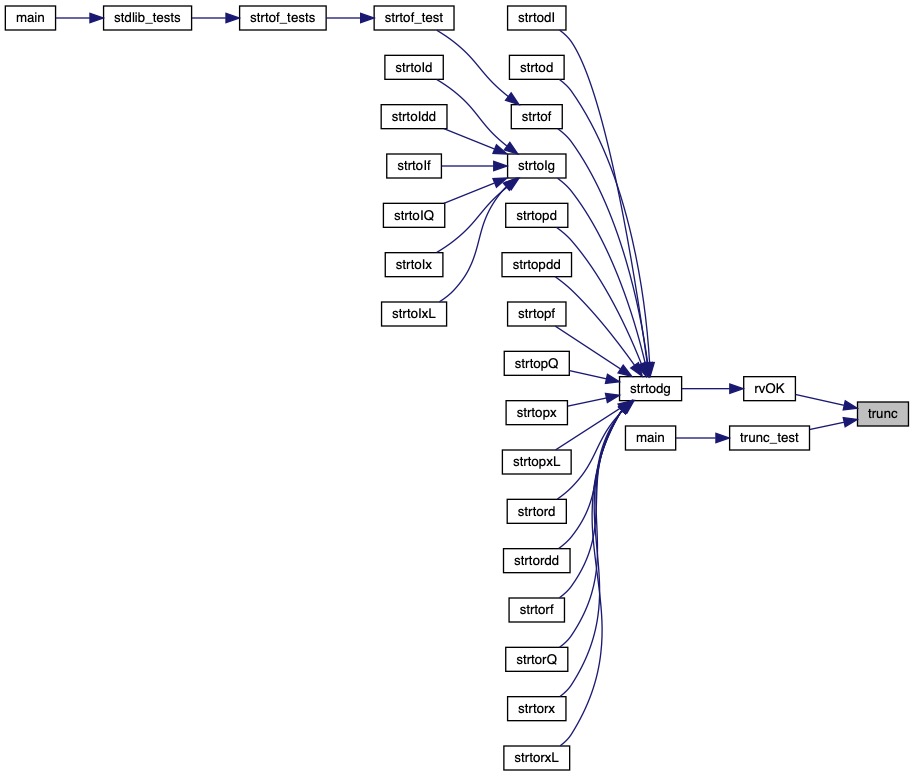 main
stdlib_tests
strtof_tests
strtof_test
strtodI
strtoId
strtod
strtoIdd
strtof
strtoIf
strtoIg
strtoIQ
strtopd
strtoIx
strtopdd
strtoIxL
strtopf
strtopQ
strtodg
rvOK
strtopx
trunc
main
trunc_test
strtopxL
strtord
strtordd
strtorf
strtorQ
strtorx
strtorxL